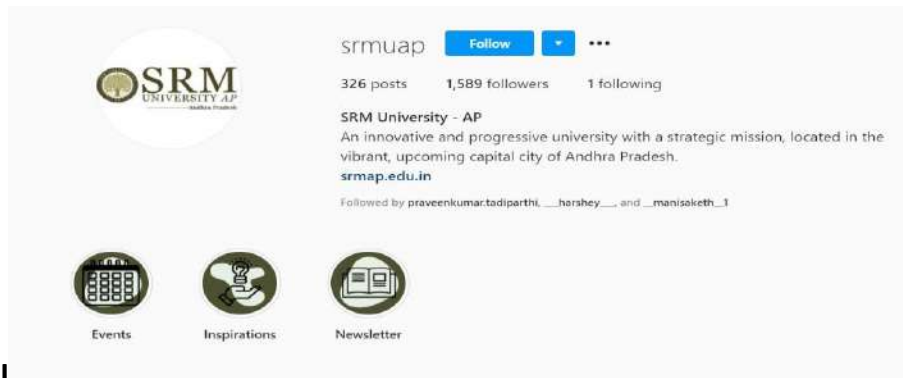 srmuap Follow
326 posts 1,589 followers 1 following
SRM University - AP
An innovative and progressive university with a strategic mission, located in the
vibrant, upcoming capital city of Andhra Pradesh.
srmap.edu.in
Followed by praveenkumar.tadiparthi, __harshey__, and __manisaketh__1
SRM
UNIVERSITY AP
Andhra Pradesh
Events Inspirations Newsletter